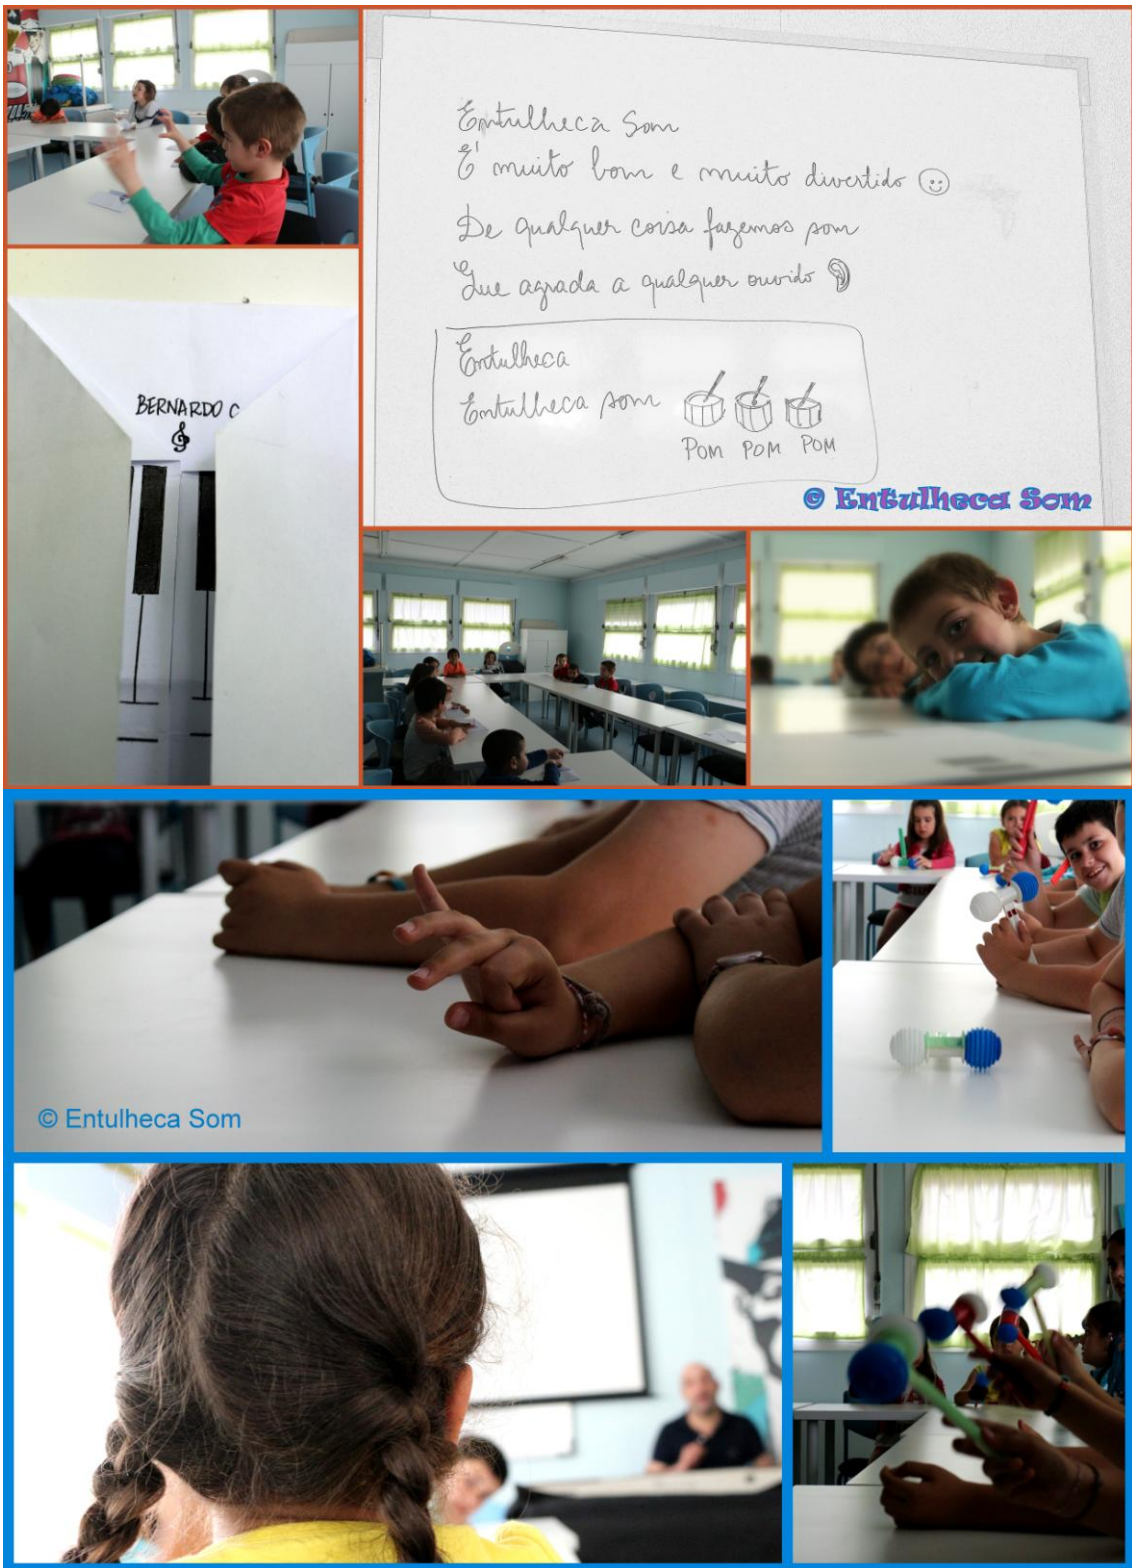 Entulheca Som
É muito bom e muito divertido
De qualquer coisa fazemos som
Que agrada a qualquer ouvido
Entulheca
Entulheca som
POM POM POM
© Entulheca Som
BERNARDO C
© Entulheca Som